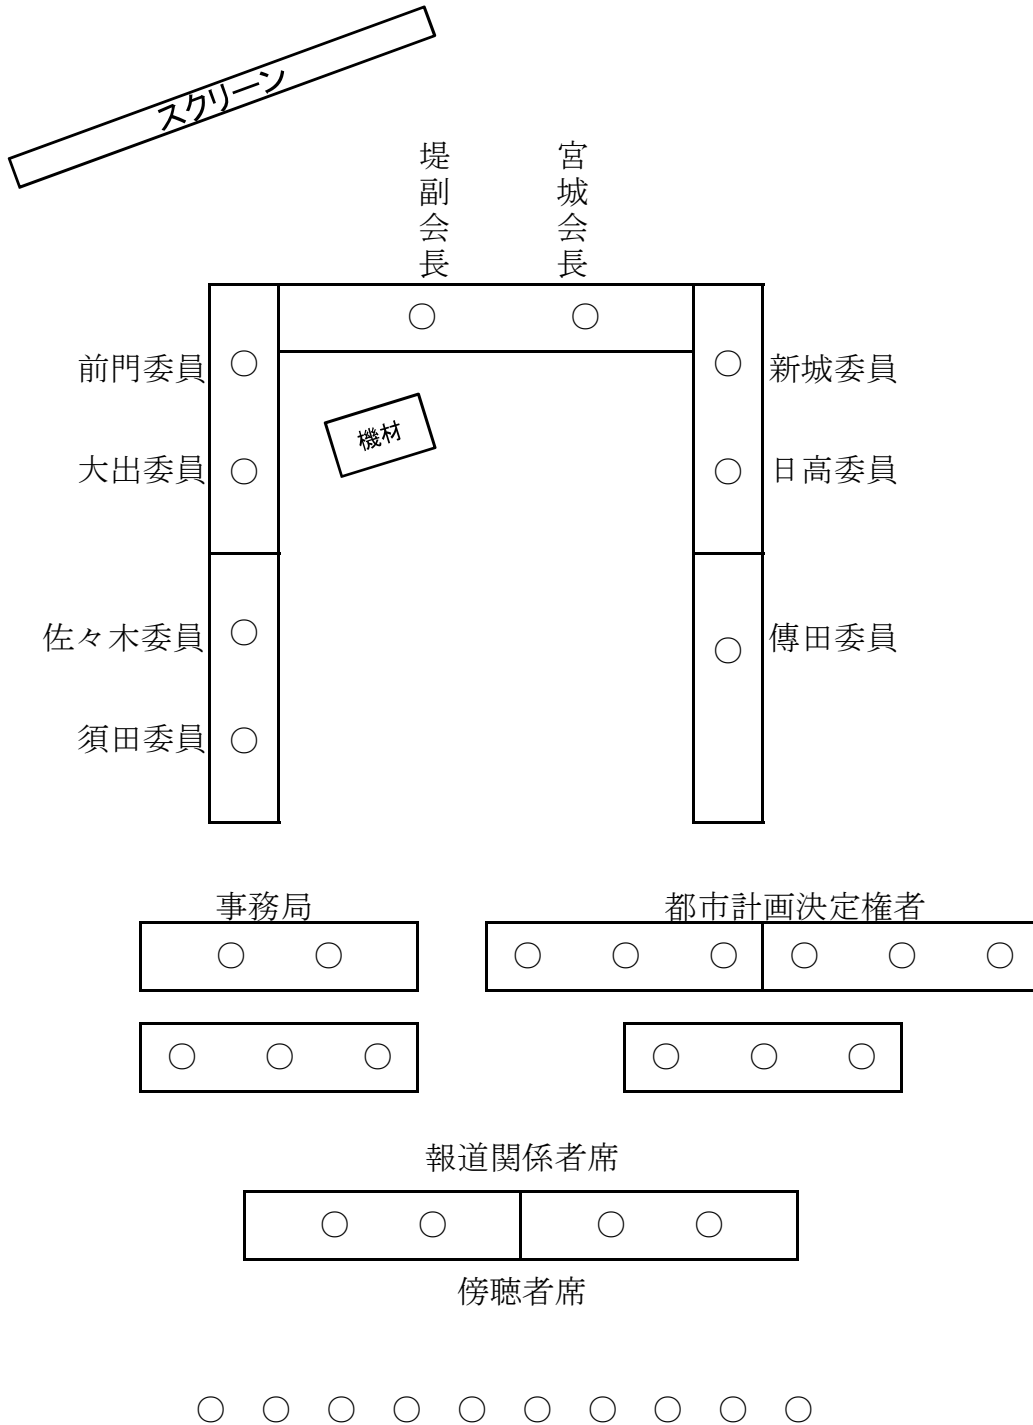 スクリーン
堤副会長
宮城会長
前門委員
新城委員
機材
大出委員
日高委員
佐々木委員
傳田委員
須田委員
事務局
都市計画決定権者
報道関係者席
傍聴者席